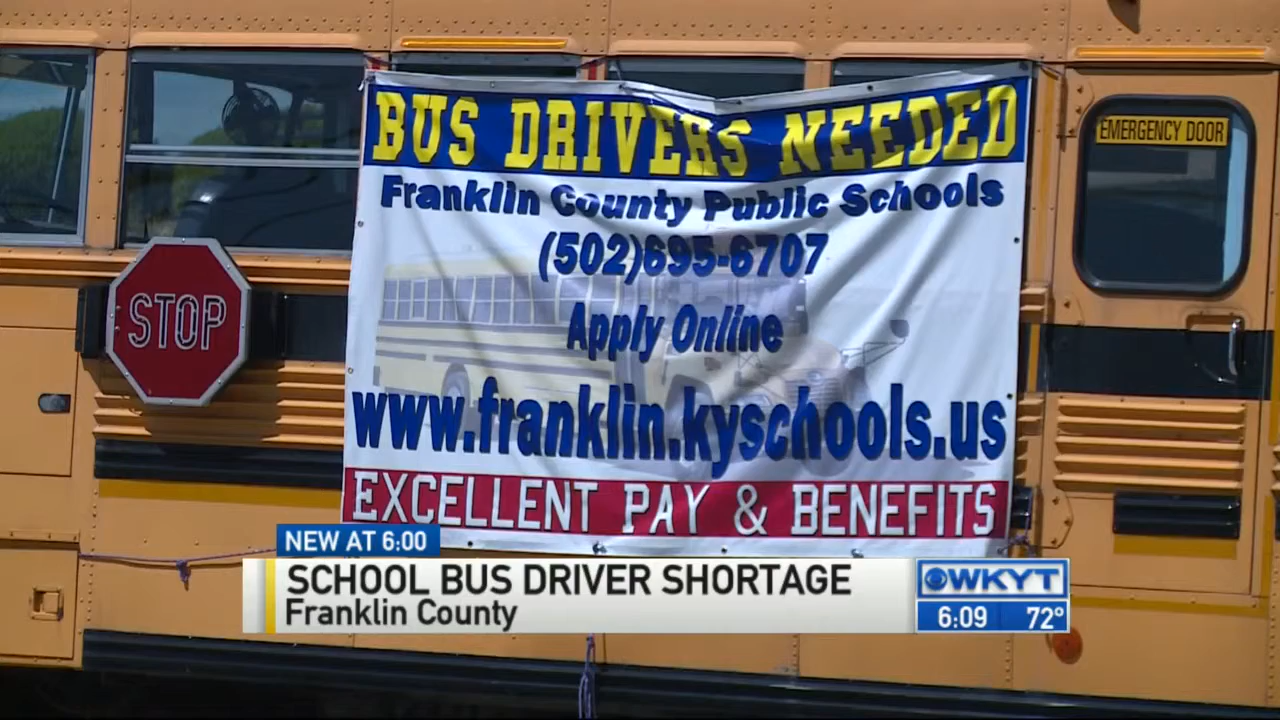 BUS DRIVERS NEEDED
EMERGENCY DOOR
Franklin County Public Schools
(502)695-6707
STOP
Apply Online
www.franklin.kyschools.us
EXCELLENT PAY & BENEFITS
NEW AT 6:00
SCHOOL BUS DRIVER SHORTAGE
Franklin County
WKYT
6:09 72°